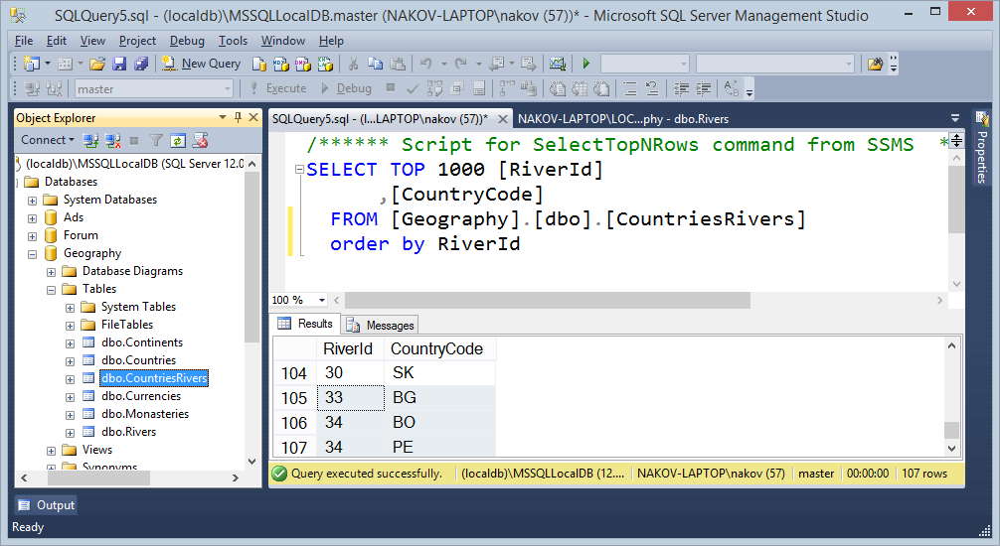 SQLQuery5.sql - (localdb)\MSSQLLocalDB.master (NAKOV-LAPTOP\nakov (57))* - Microsoft SQL Server Management Studio
File Edit View Project Debug Tools Window Help
New Query
master Execute Debug
Object Explorer
Connect
(localdb)\MSSQLLocalDB (SQL Server 12.0
Databases
System Databases
Ads
Forum
Geography
Database Diagrams
Tables
System Tables
FileTables
dbo.Continents
dbo.Countries
dbo.CountriesRivers
dbo.Currencies
dbo.Monasteries
dbo.Rivers
Views
Synonyms
SQLQuery5.sql - (l...LAPTOP\nakov (57))* NAKOV-LAPTOP\LOC...phy - dbo.Rivers
/****** Script for SelectTopNRows command from SSMS *
SELECT TOP 1000 [RiverId]
,[CountryCode]
FROM [Geography].[dbo].[CountriesRivers]
order by RiverId
100 %
Results Messages
RiverId CountryCode
104 30 SK
105 33 BG
106 34 BO
107 34 PE
Query executed successfully. (localdb)\MSSQLLocalDB (12.... NAKOV-LAPTOP\nakov (57) master 00:00:00 107 rows
Properties
Output
Ready